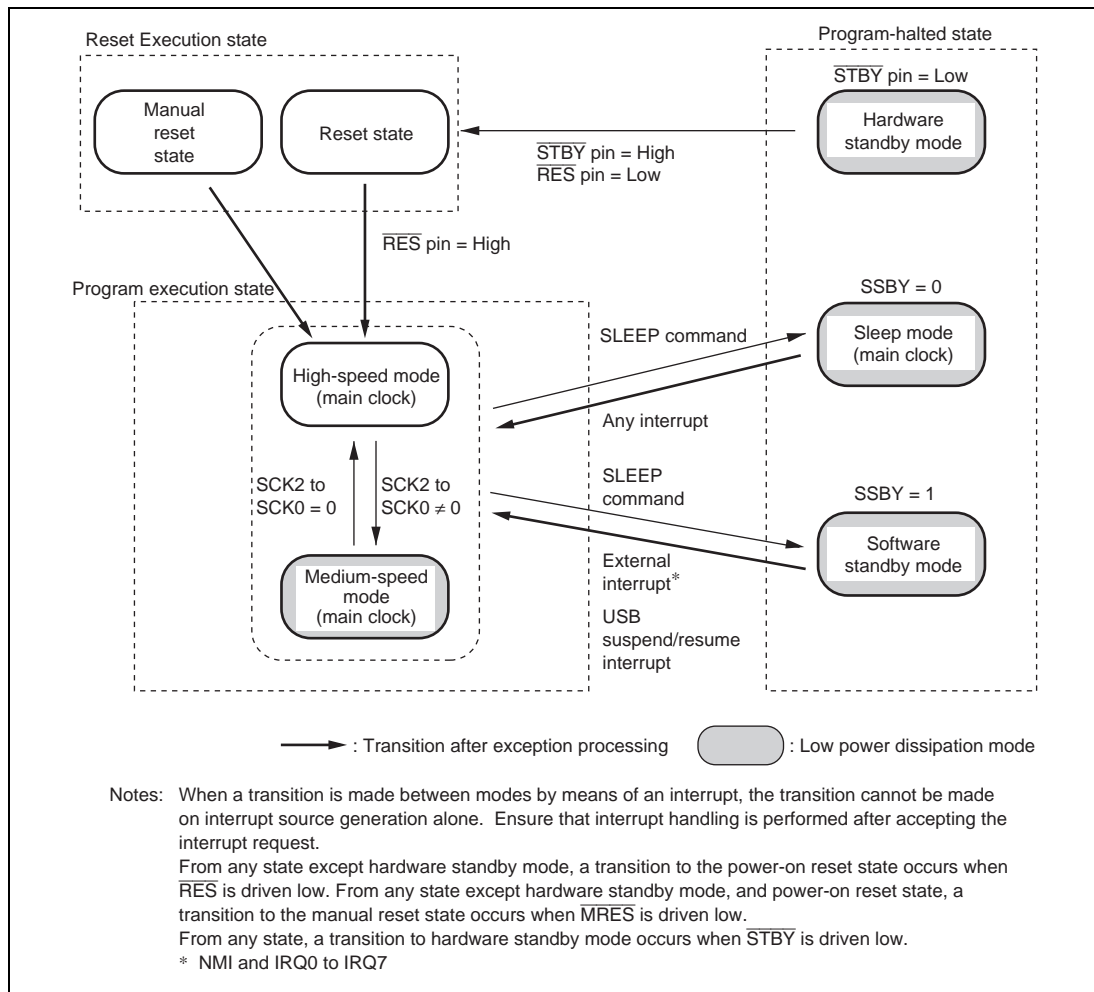 Reset Execution state
Program-halted state
Manual
reset
state
Reset state
STBY pin = Low
Hardware
standby mode
STBY pin = High
RES pin = Low
RES pin = High
Program execution state
SSBY = 0
SLEEP command
Sleep mode
(main clock)
High-speed mode
(main clock)
Any interrupt
SCK2 to
SCK0 = 0
SCK2 to
SCK0 ≠ 0
SLEEP
command
SSBY = 1
Software
standby mode
External
interrupt*
USB
suspend/resume
interrupt
Medium-speed
mode
(main clock)
: Transition after exception processing
: Low power dissipation mode
Notes: When a transition is made between modes by means of an interrupt, the transition cannot be made
on interrupt source generation alone. Ensure that interrupt handling is performed after accepting the
interrupt request.
From any state except hardware standby mode, a transition to the power-on reset state occurs when
RES is driven low. From any state except hardware standby mode, and power-on reset state, a
transition to the manual reset state occurs when MRES is driven low.
From any state, a transition to hardware standby mode occurs when STBY is driven low.
* NMI and IRQ0 to IRQ7